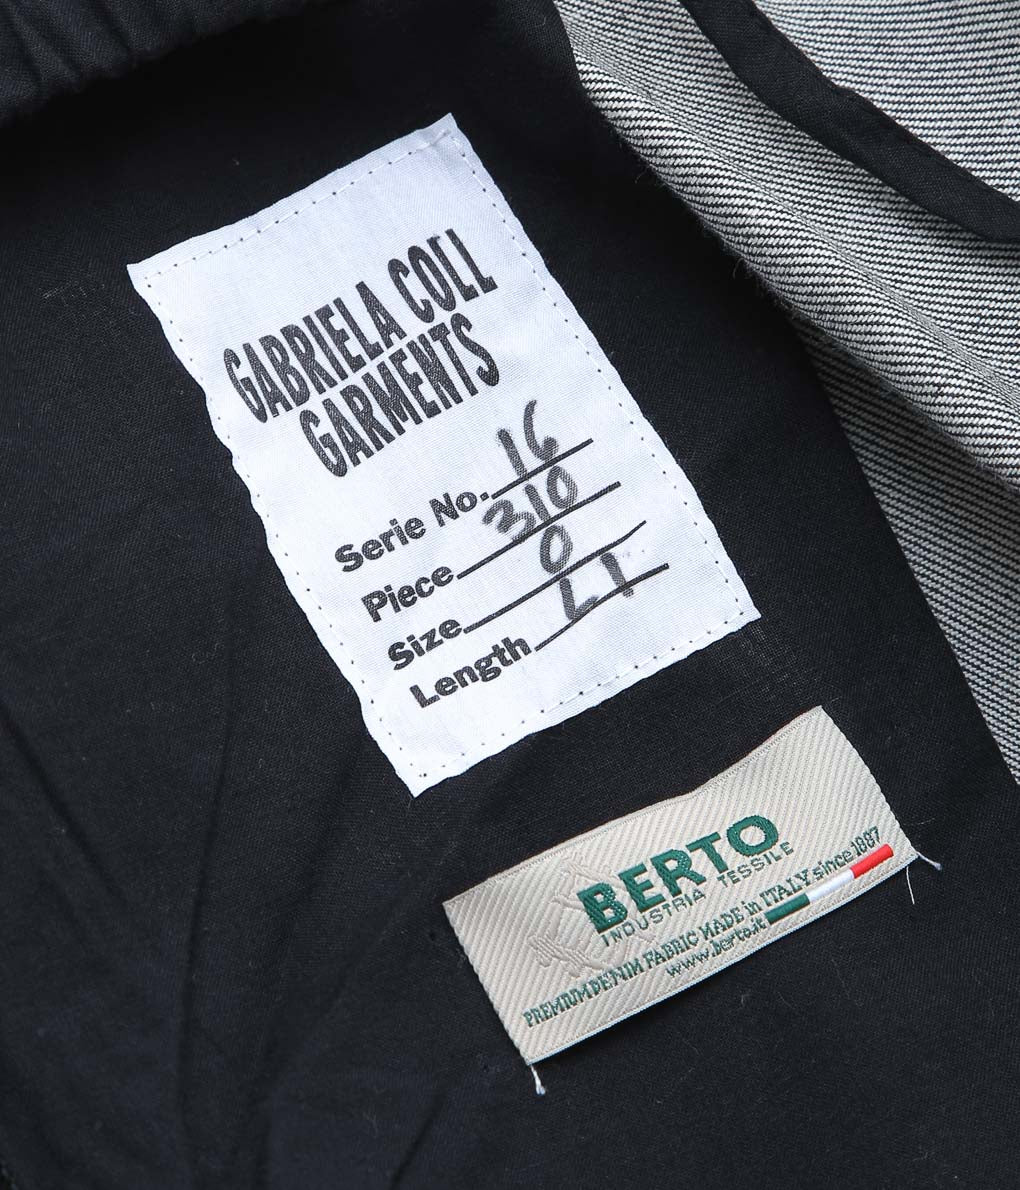 GABRIELA COLL
GARMENTS
Serie No. 16
Piece 310
Size 0
Length L1
BERTO
INDUSTRIA TESSILE
PREMIUM DENIM FABRIC MADE in ITALY since 1887
www.berto.it